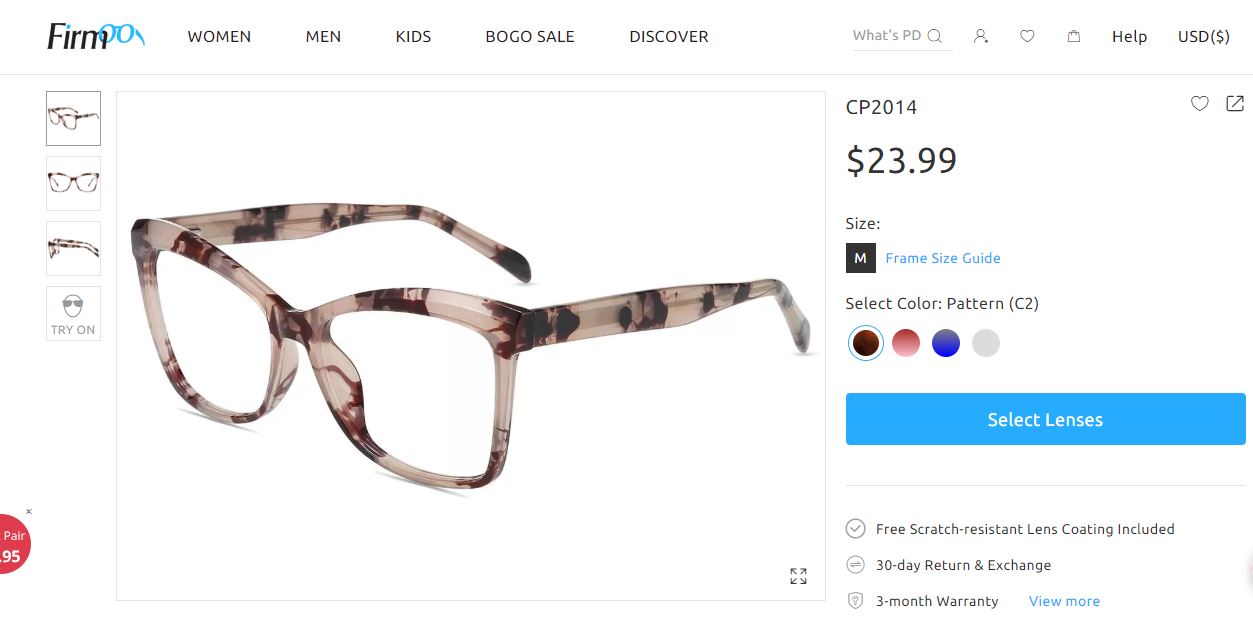 Firmoo
WOMEN
MEN
KIDS
BOGO SALE
DISCOVER
What's PD
Help
USD($)
TRY ON
CP2014
$23.99
Size:
M
Frame Size Guide
Select Color: Pattern (C2)
Select Lenses
Free Scratch-resistant Lens Coating Included
30-day Return & Exchange
3-month Warranty
View more
×
Pair
.95